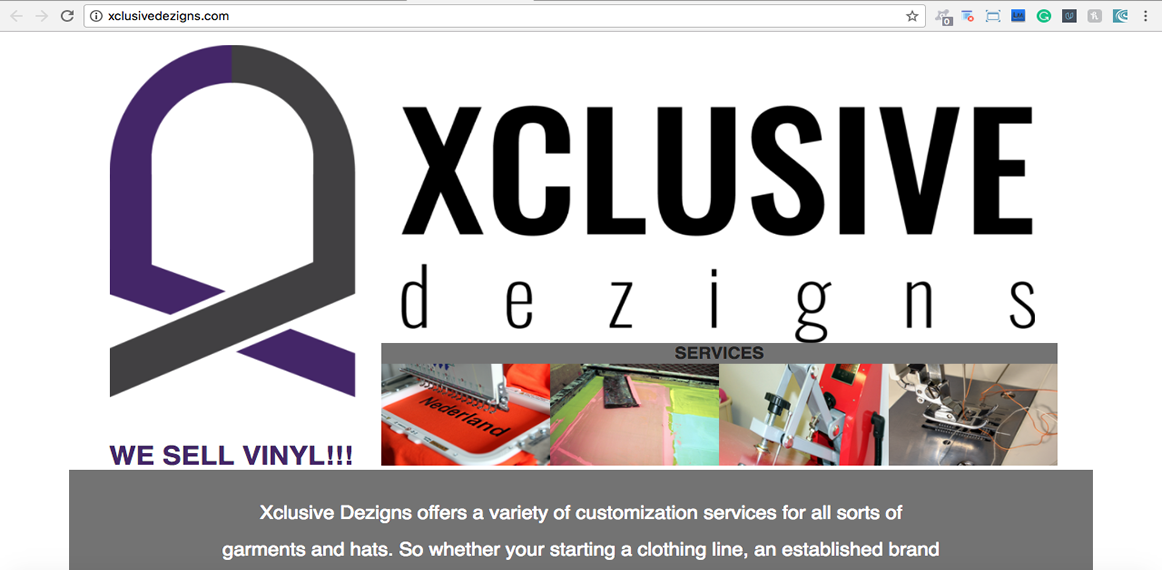 xclusivedezigns.com
0
XCLUSIVE
dezigns
SERVICES
Nederland
WE SELL VINYL!!!
Xclusive Dezigns offers a variety of customization services for all sorts of
garments and hats. So whether your starting a clothing line, an established brand